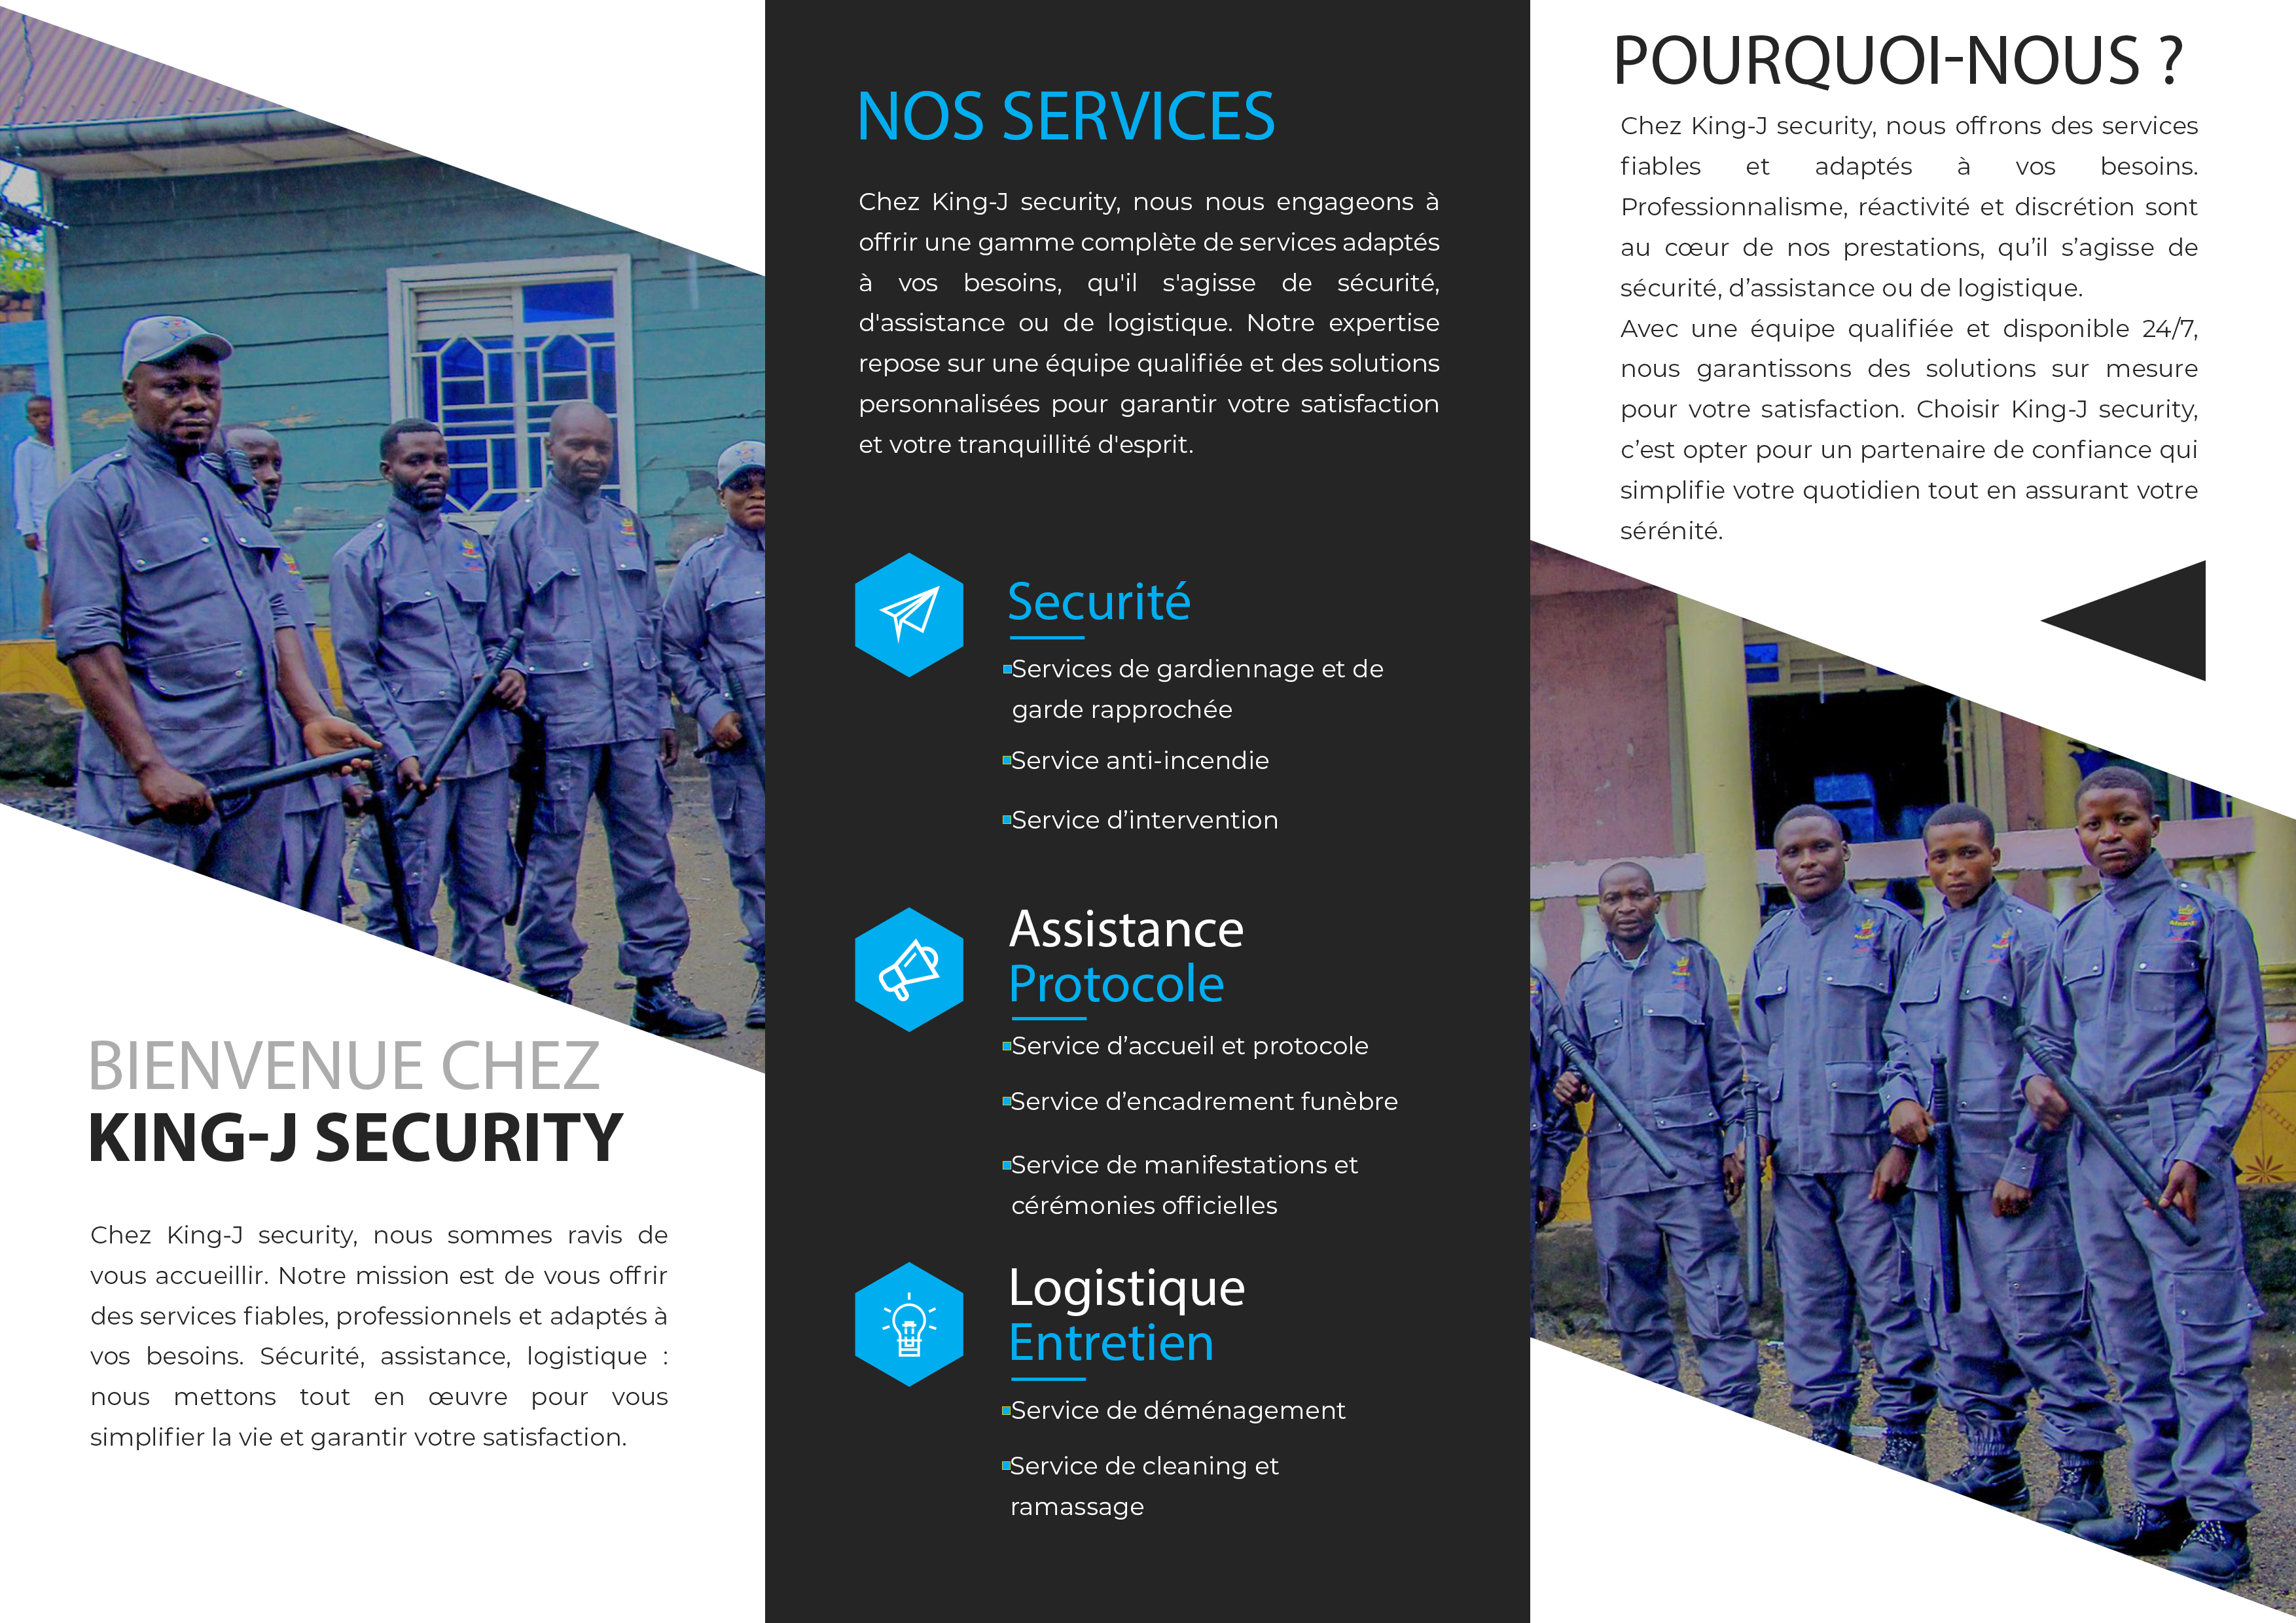 BIENVENUE CHEZ
KING-J SECURITY
Chez King-J security, nous sommes ravis de
vous accueillir. Notre mission est de vous offrir
des services fiables, professionnels et adaptés à
vos besoins. Sécurité, assistance, logistique :
nous mettons tout en œuvre pour vous
simplifier la vie et garantir votre satisfaction.
NOS SERVICES
Chez King-J security, nous nous engageons à
offrir une gamme complète de services adaptés
à vos besoins, qu'il s'agisse de sécurité,
d'assistance ou de logistique. Notre expertise
repose sur une équipe qualifiée et des solutions
personnalisées pour garantir votre satisfaction
et votre tranquillité d'esprit.
Securité
Services de gardiennage et de
garde rapprochée
Service anti-incendie
Service d’intervention
Assistance
Protocole
Service d’accueil et protocole
Service d’encadrement funèbre
Service de manifestations et
cérémonies officielles
Logistique
Entretien
Service de déménagement
Service de cleaning et
ramassage
POURQUOI-NOUS ?
Chez King-J security, nous offrons des services
fiables et adaptés à vos besoins.
Professionnalisme, réactivité et discrétion sont
au cœur de nos prestations, qu’il s’agisse de
sécurité, d’assistance ou de logistique.
Avec une équipe qualifiée et disponible 24/7,
nous garantissons des solutions sur mesure
pour votre satisfaction. Choisir King-J security,
c’est opter pour un partenaire de confiance qui
simplifie votre quotidien tout en assurant votre
sérénité.